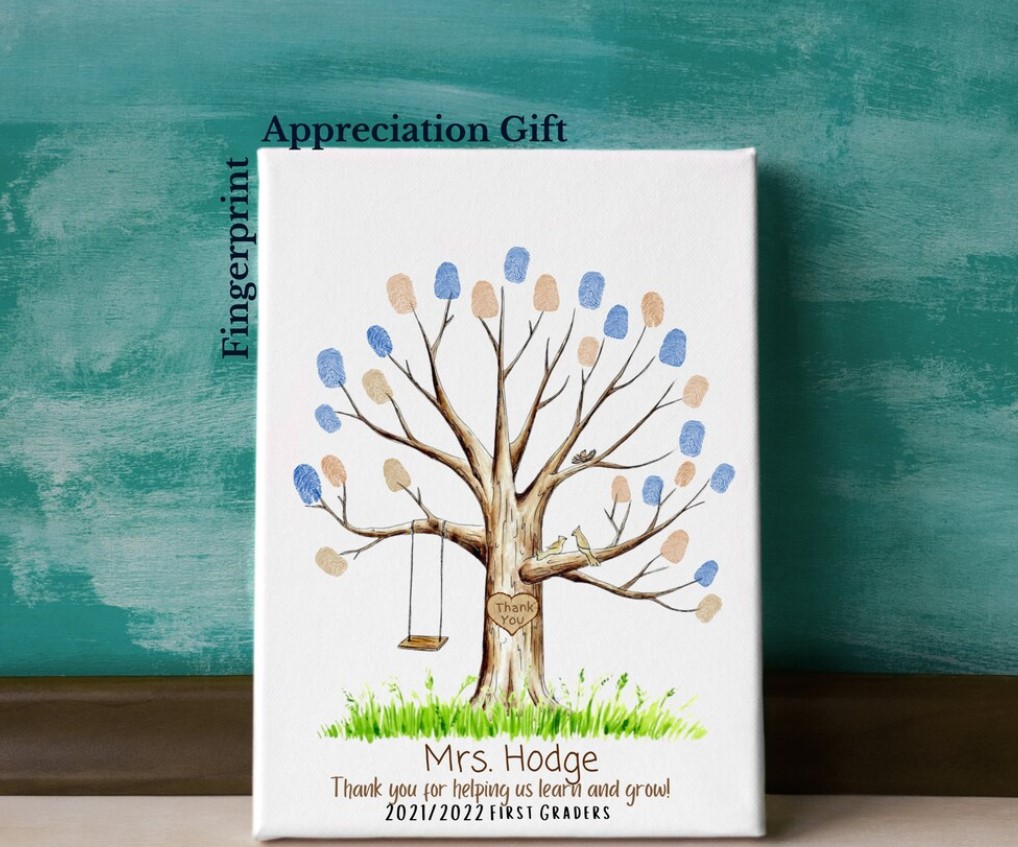 Appreciation Gift
Fingerprint
Thank
You
Mrs. Hodge
Thank you for helping us learn and grow!
2021/2022 First Graders